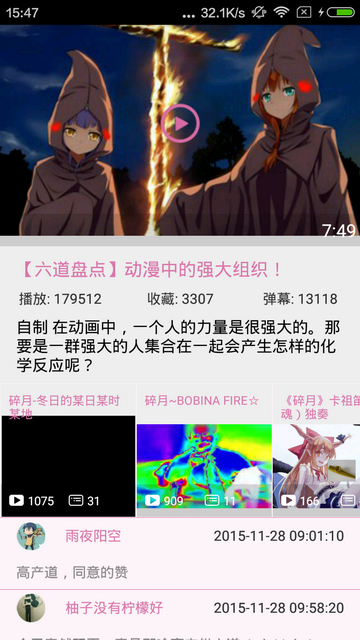 15:47
... 32.1K/s
7:49
【六道盘点】动漫中的强大组织！
播放: 179512 收藏: 3307 弹幕: 13118
自制 在动画中，一个人的力量是很强大的。那
要是一群强大的人集合在一起会产生怎样的化
学反应呢？
碎月-冬日的某日某时
某地
1075 31
碎月~BOBINA FIRE☆
909 11
《碎月》卡祖笛
魂）独奏
166
雨夜阳空 2015-11-28 09:01:10
高产道，同意的赞
柚子没有柠檬好 2015-11-28 09:58:20